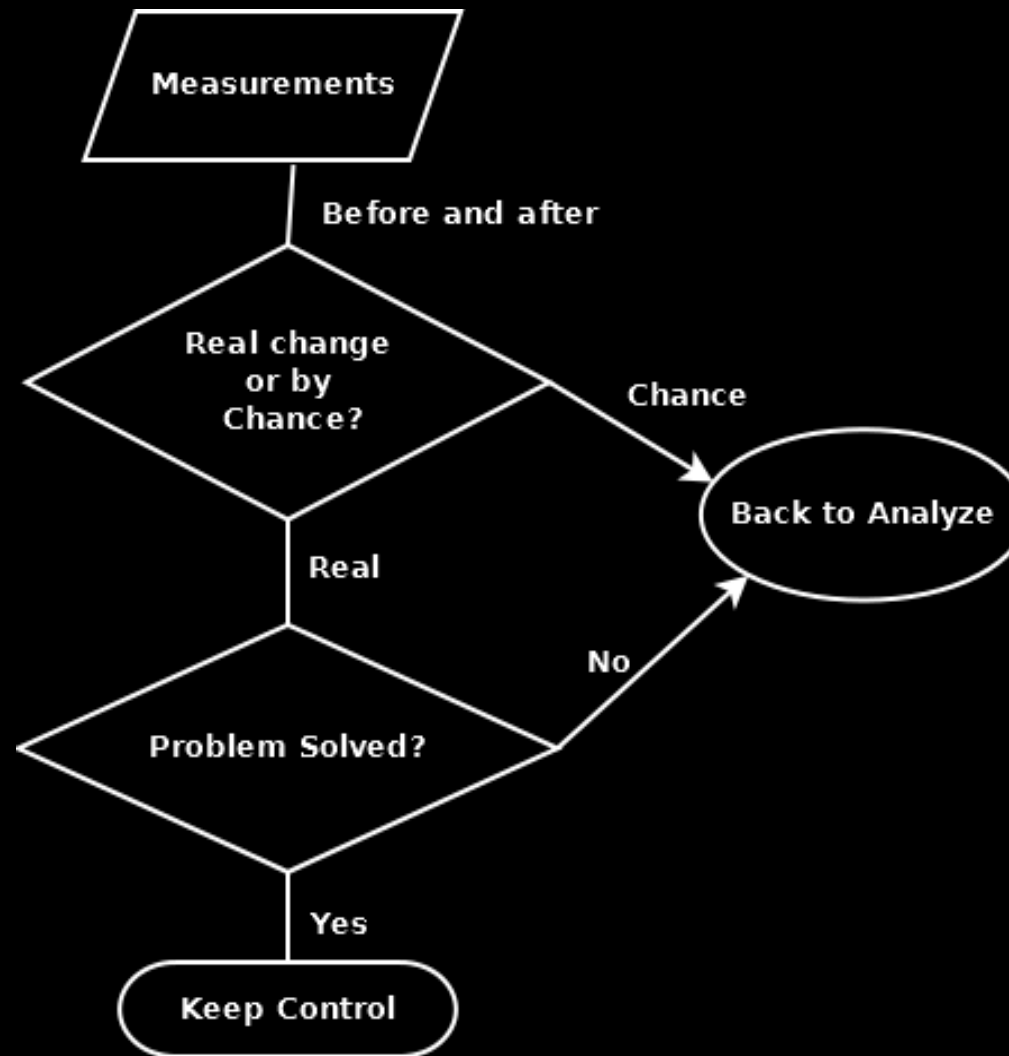 Measurements
Before and after
Real change
or by
Chance?
Chance
Back to Analyze
Real
No
Problem Solved?
Yes
Keep Control